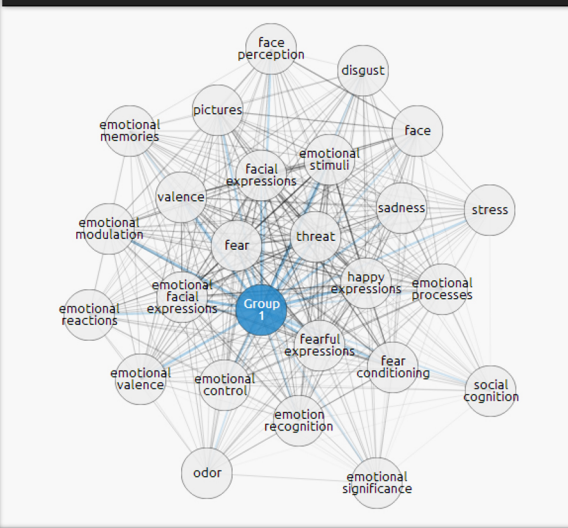 face
perception
disgust
pictures
emotional
memories
face
emotional
stimuli
facial
expressions
valence
sadness
stress
emotional
modulation
fear
threat
happy
expressions
emotional
processes
emotional
facial
expressions
Group
1
emotional
reactions
fearful
expressions
fear
conditioning
emotional
valence
emotional
control
social
cognition
emotion
recognition
odor
emotional
significance